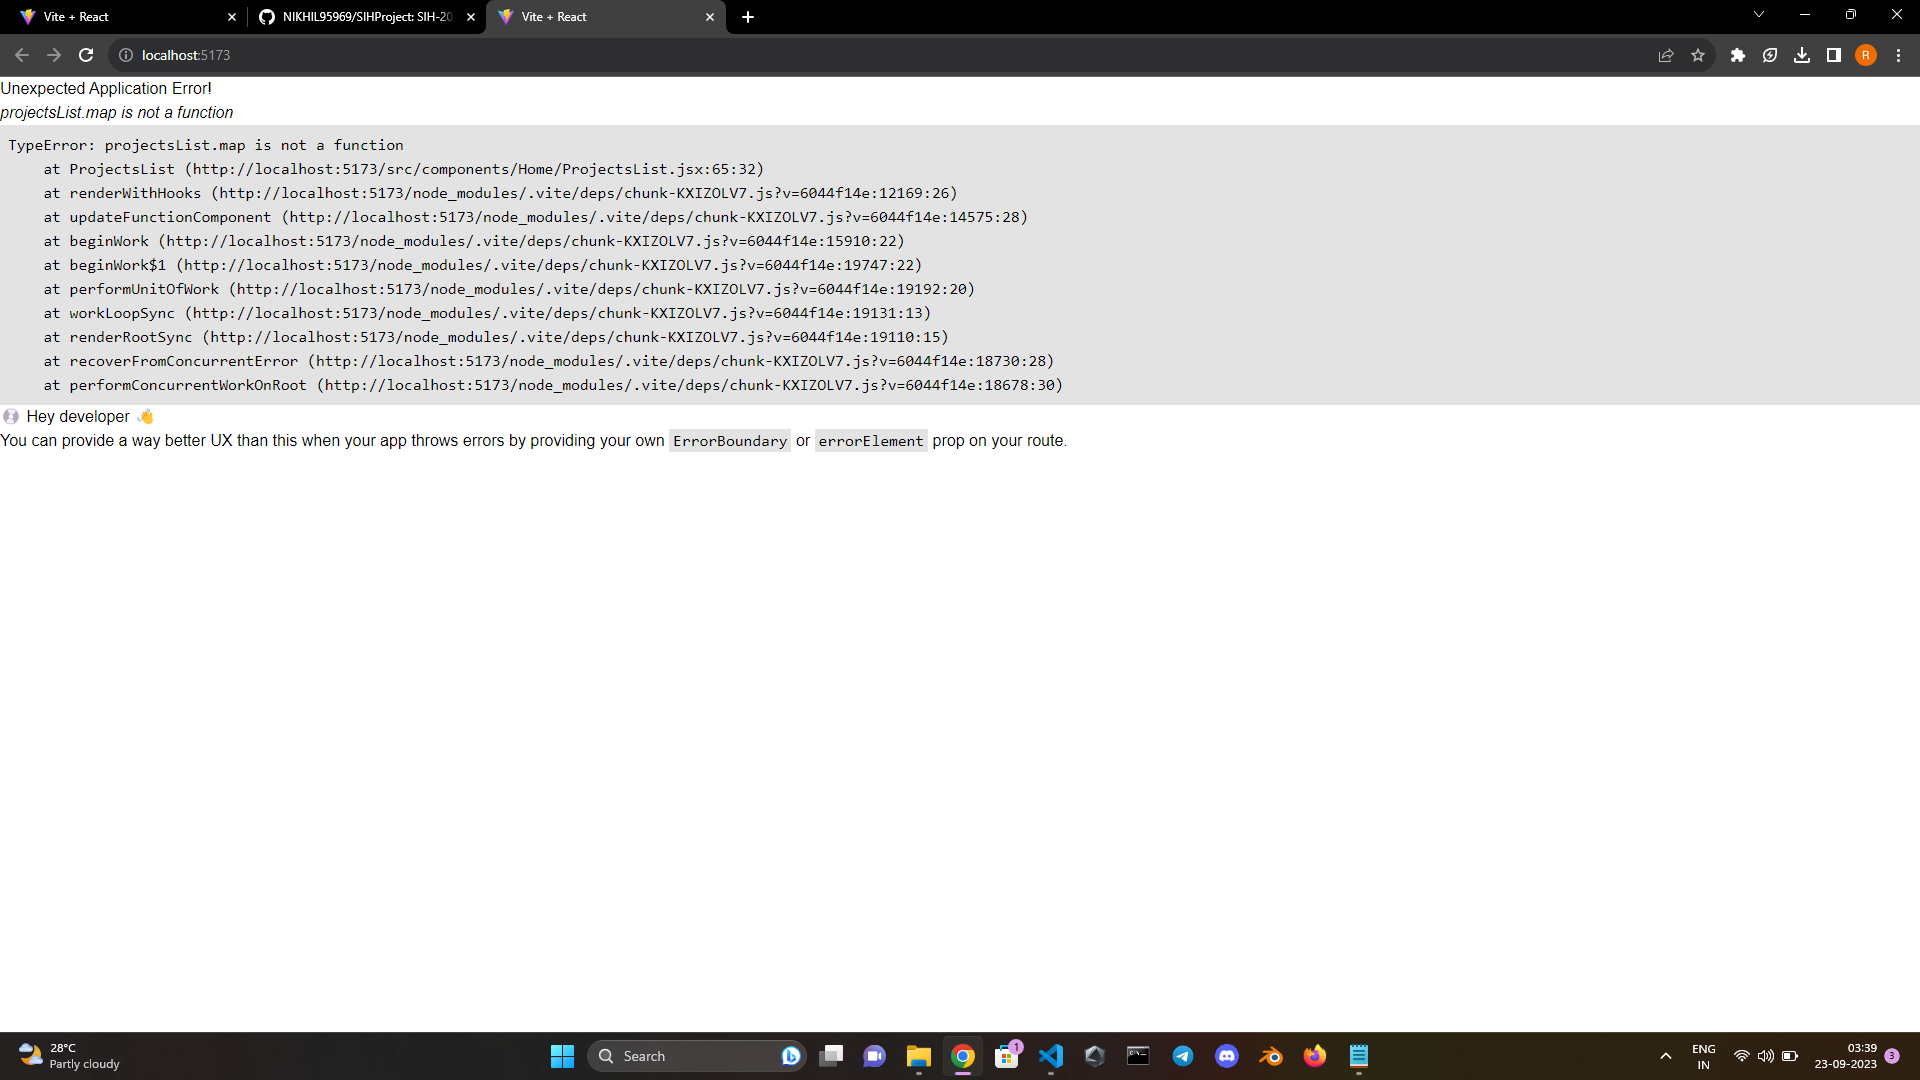 Vite + React
NIKHIL95969/SIHProject: SIH-20
Vite + React
localhost:5173
R
Unexpected Application Error!
projectsList.map is not a function
TypeError: projectsList.map is not a function
    at ProjectsList (http://localhost:5173/src/components/Home/ProjectsList.jsx:65:32)
    at renderWithHooks (http://localhost:5173/node_modules/.vite/deps/chunk-KXIZOLV7.js?v=6044f14e:12169:26)
    at updateFunctionComponent (http://localhost:5173/node_modules/.vite/deps/chunk-KXIZOLV7.js?v=6044f14e:14575:28)
    at beginWork (http://localhost:5173/node_modules/.vite/deps/chunk-KXIZOLV7.js?v=6044f14e:15910:22)
    at beginWork$1 (http://localhost:5173/node_modules/.vite/deps/chunk-KXIZOLV7.js?v=6044f14e:19747:22)
    at performUnitOfWork (http://localhost:5173/node_modules/.vite/deps/chunk-KXIZOLV7.js?v=6044f14e:19192:20)
    at workLoopSync (http://localhost:5173/node_modules/.vite/deps/chunk-KXIZOLV7.js?v=6044f14e:19131:13)
    at renderRootSync (http://localhost:5173/node_modules/.vite/deps/chunk-KXIZOLV7.js?v=6044f14e:19110:15)
    at recoverFromConcurrentError (http://localhost:5173/node_modules/.vite/deps/chunk-KXIZOLV7.js?v=6044f14e:18730:28)
    at performConcurrentWorkOnRoot (http://localhost:5173/node_modules/.vite/deps/chunk-KXIZOLV7.js?v=6044f14e:18678:30)
💿 Hey developer 👋
You can provide a way better UX than this when your app throws errors by providing your own ErrorBoundary or errorElement prop on your route.
28°C
Partly cloudy
Search
1
ENG
IN
03:39
23-09-2023
3